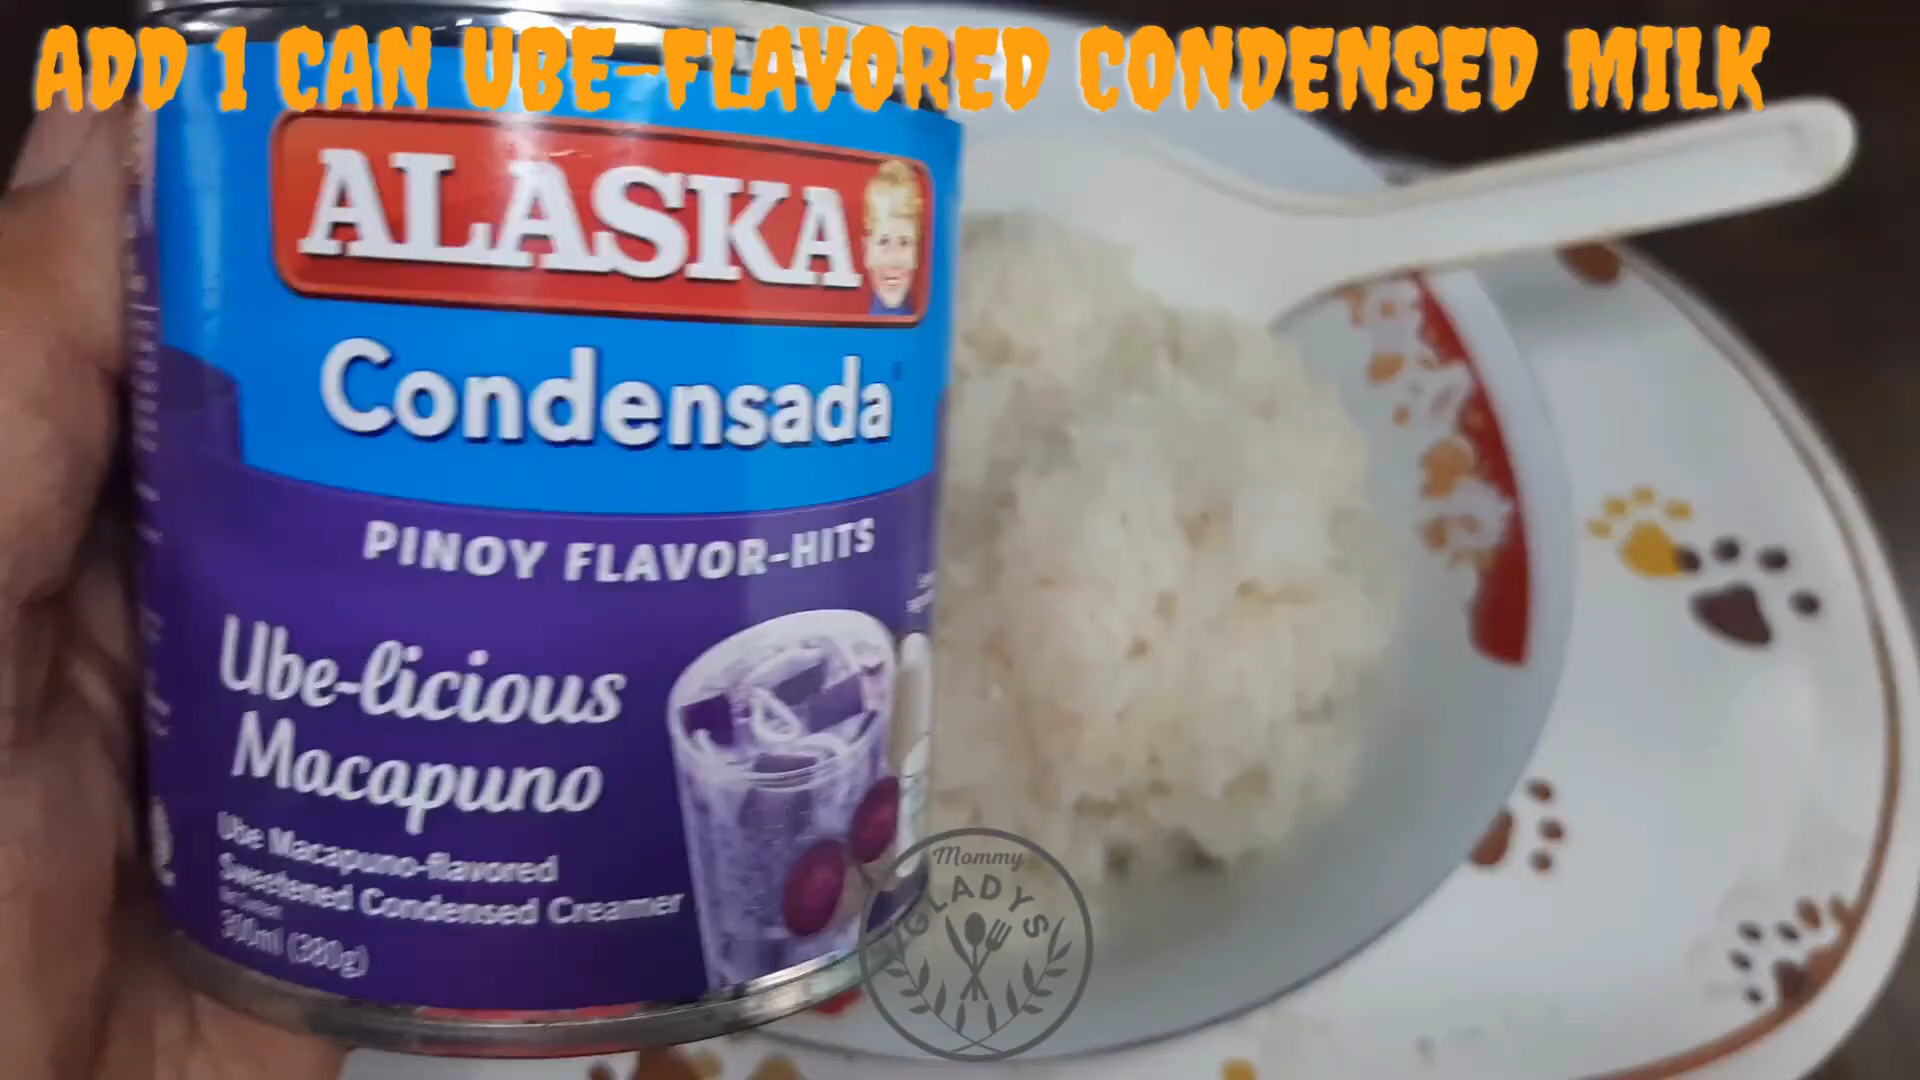 ADD 1 CAN UBE-FLAVORED CONDENSED MILK
ALASKA
Condensada
PINOY FLAVOR-HITS
Ube-licious
Macapuno
Ube Macapuno-flavored
Sweetened Condensed Creamer
300ml (380g)
Mommy
GLADYS